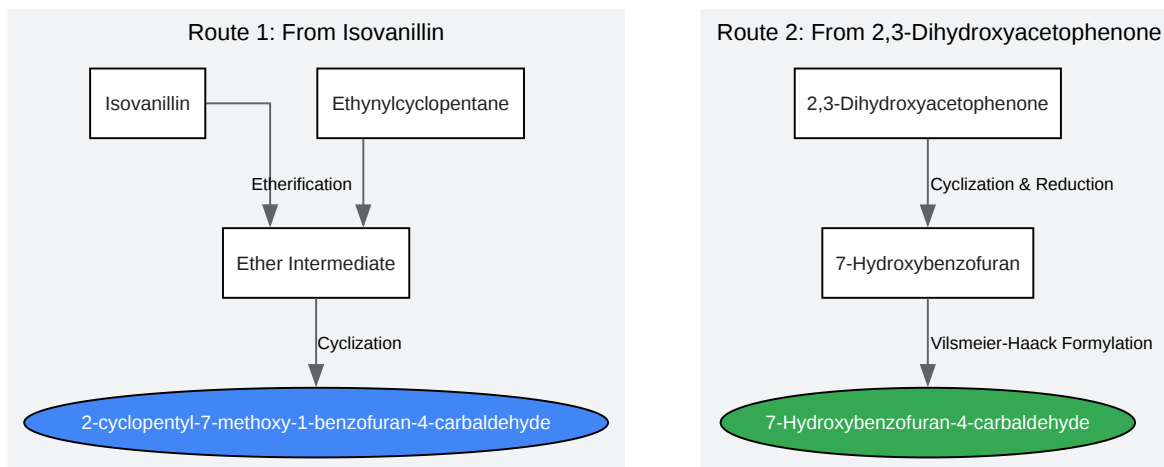 Route 1: From Isovanillin
Isovanillin
Ethynylcyclopentane
Etherification
Ether Intermediate
Cyclization
2-cyclopentyl-7-methoxy-1-benzofuran-4-carbaldehyde
Route 2: From 2,3-Dihydroxyacetophenone
2,3-Dihydroxyacetophenone
Cyclization & Reduction
7-Hydroxybenzofuran
Vilsmeier-Haack Formylation
7-Hydroxybenzofuran-4-carbaldehyde